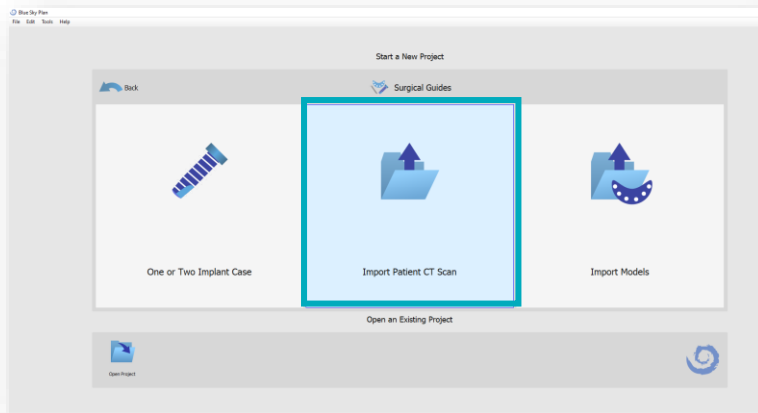 Blue Sky Plan
File Edit Tools Help
Start a New Project
Back
Surgical Guides
One or Two Implant Case
Import Patient CT Scan
Import Models
Open an Existing Project
Open Project